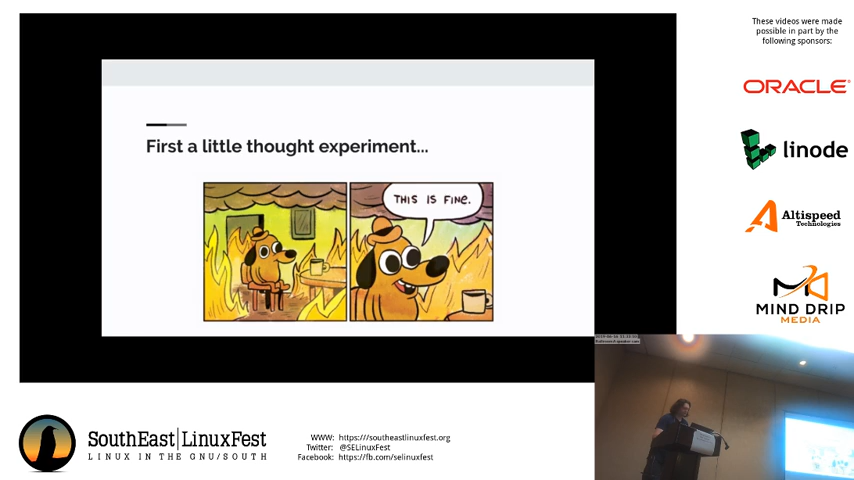 These videos were made
possible in part by the
following sponsors:
ORACLE
linode
Altispeed
Technologies
MIND DRIP
MEDIA
First a little thought experiment...
THIS IS FINE.
SouthEast|LinuxFest
LINUX IN THE GNU/SOUTH
WWW: https:///southeastlinuxfest.org
Twitter: @SELinuxFest
Facebook: https://fb.com/selinuxfest